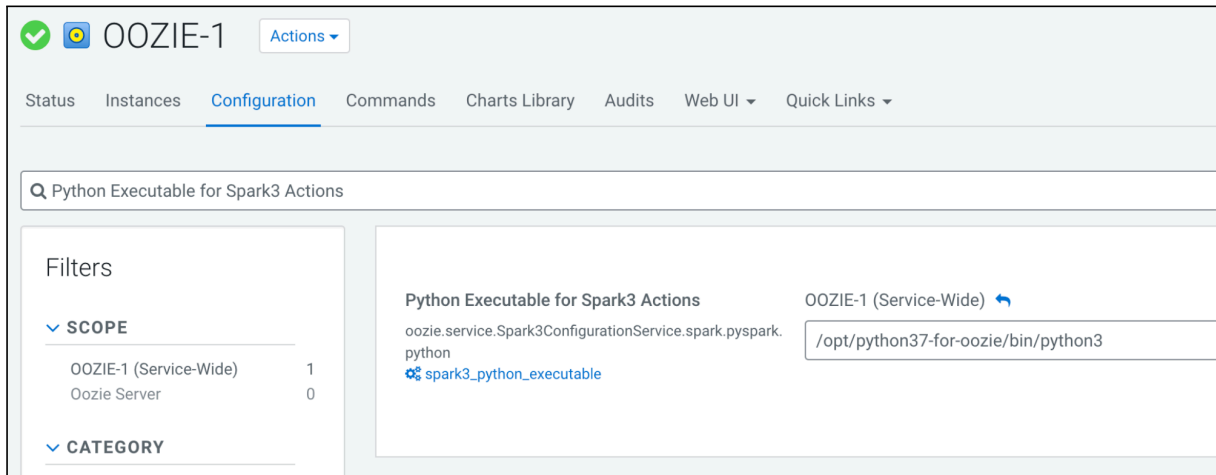 OOZIE-1 Actions
Status Instances Configuration Commands Charts Library Audits Web UI Quick Links
Python Executable for Spark3 Actions
Filters
SCOPE
OOZIE-1 (Service-Wide) 1
Oozie Server 0
CATEGORY
Python Executable for Spark3 Actions
oozie.service.Spark3ConfigurationService.spark.pyspark.
python
spark3_python_executable
OOZIE-1 (Service-Wide)
/opt/python37-for-oozie/bin/python3